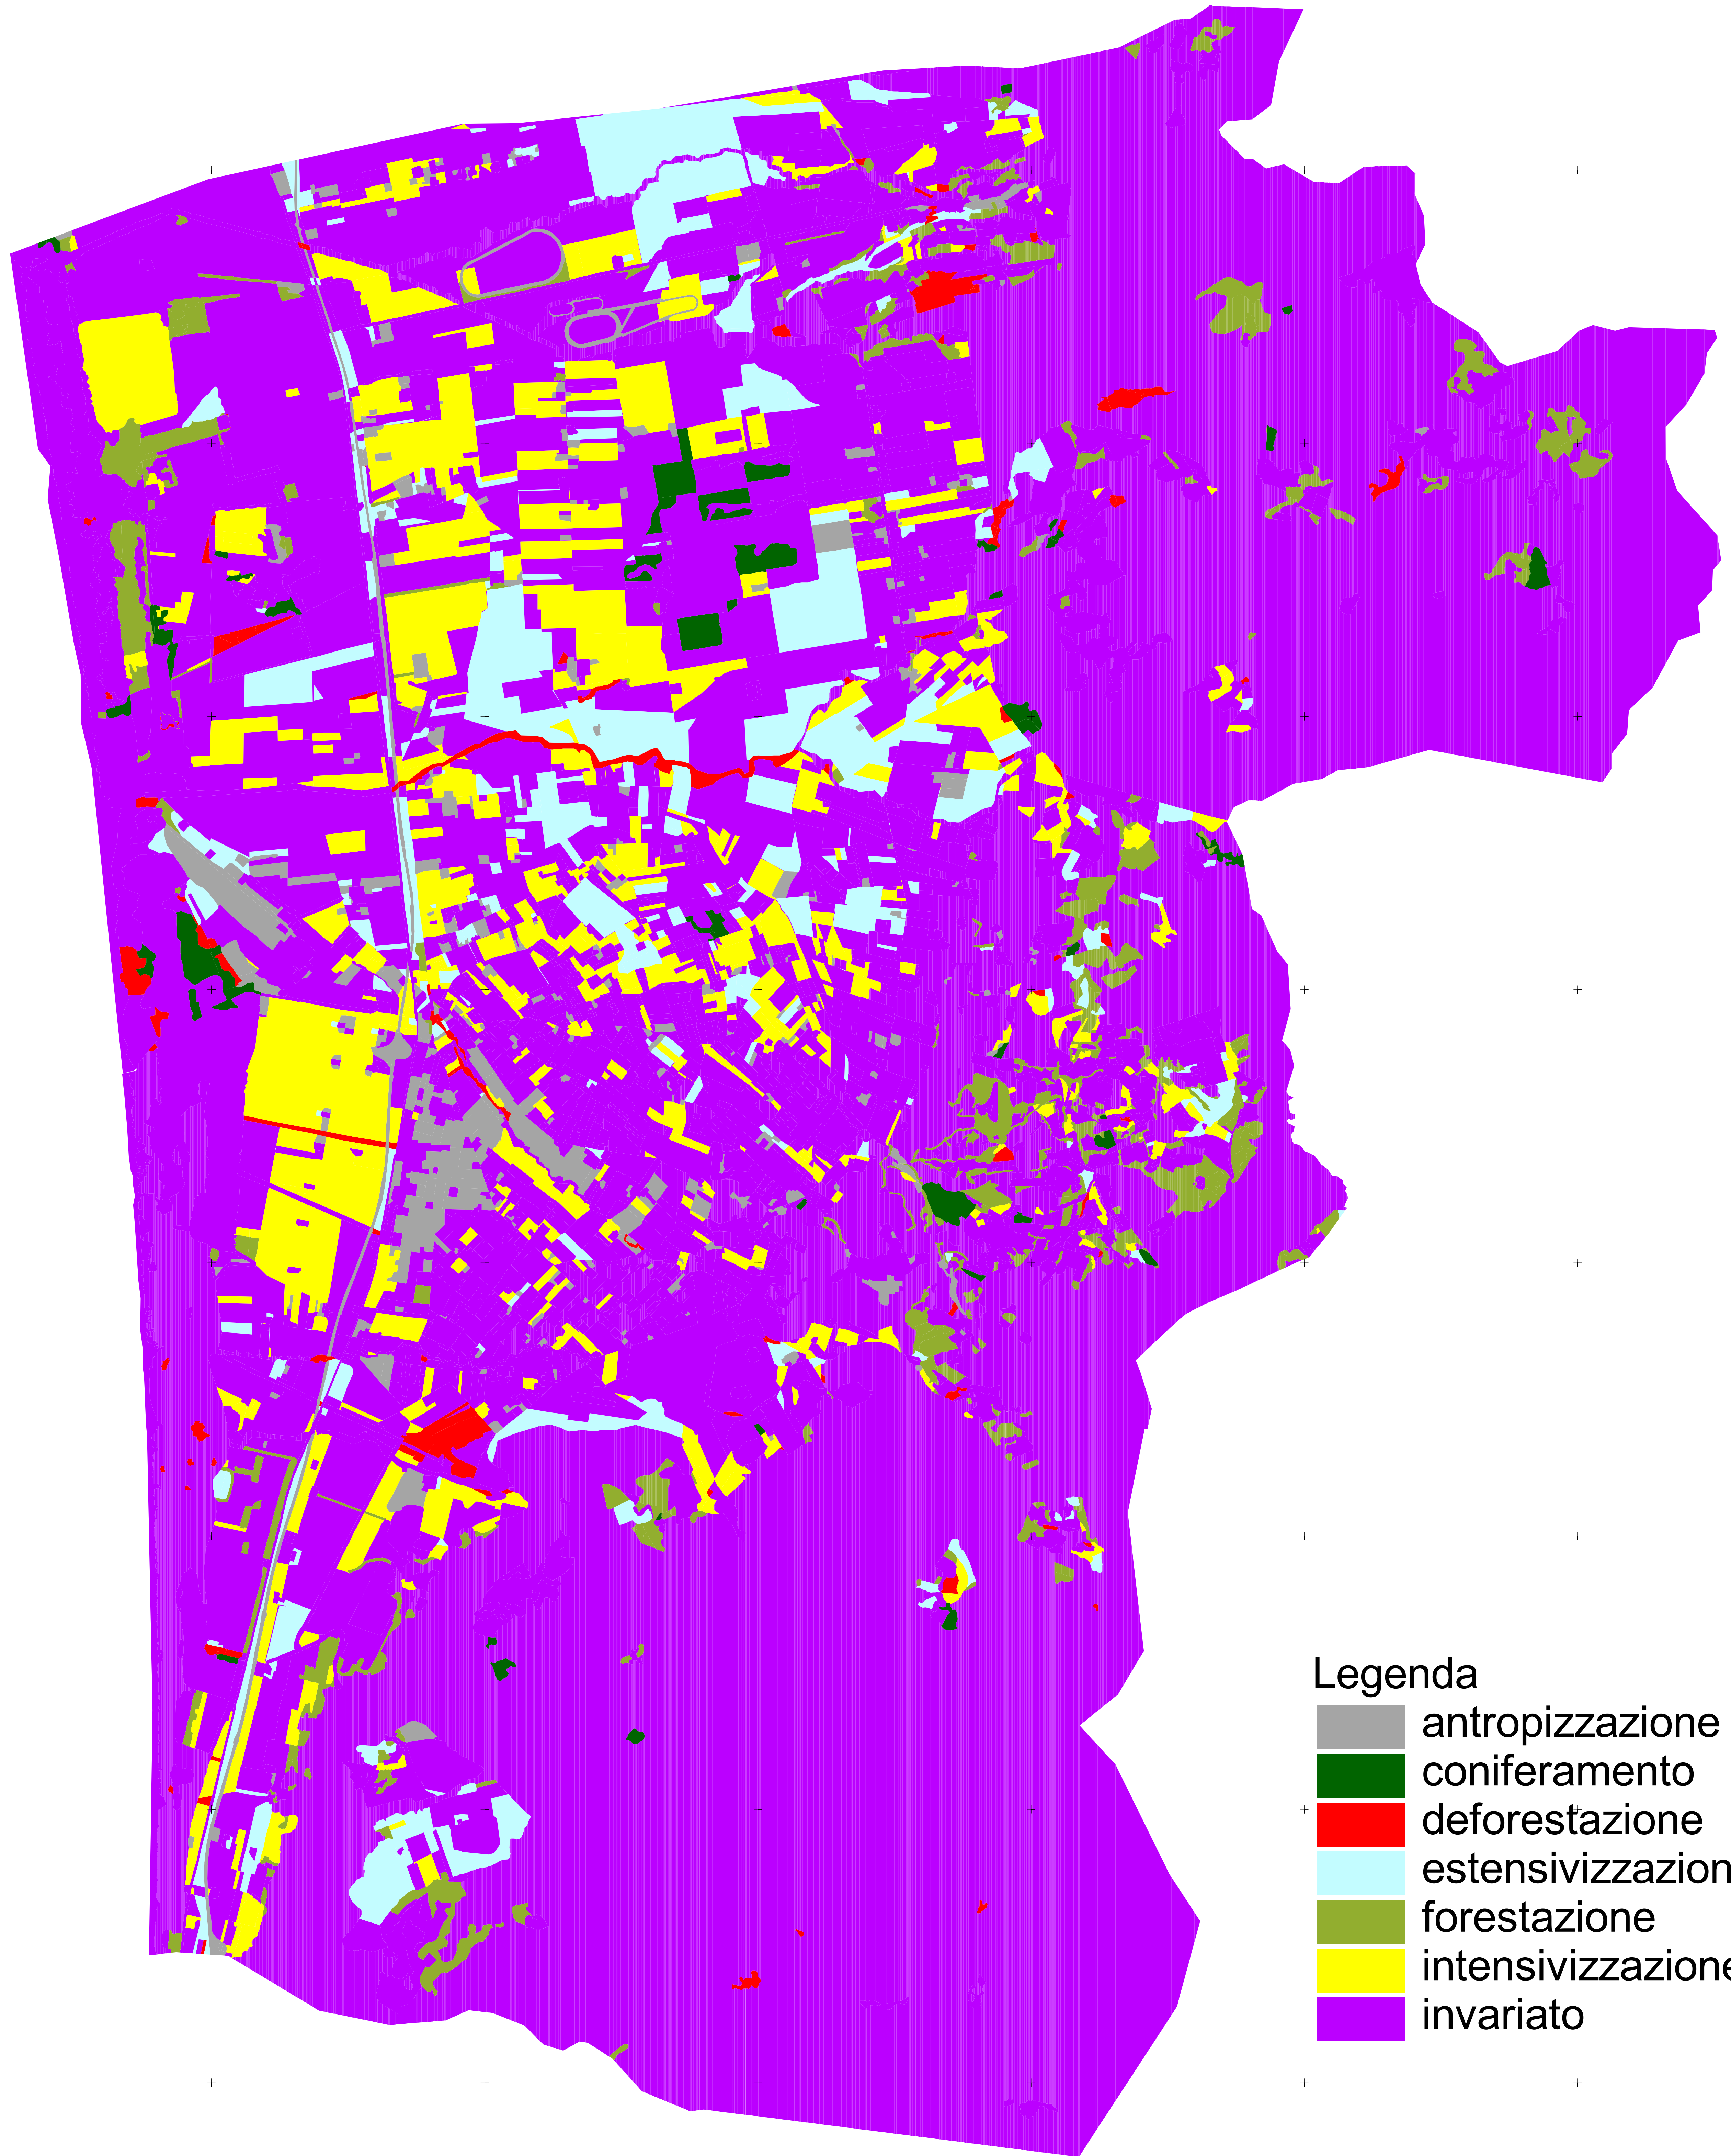 Legenda
antropizzazione
coniferamento
deforestazione
estensivizzazion
forestazione
intensivizzazione
invariato